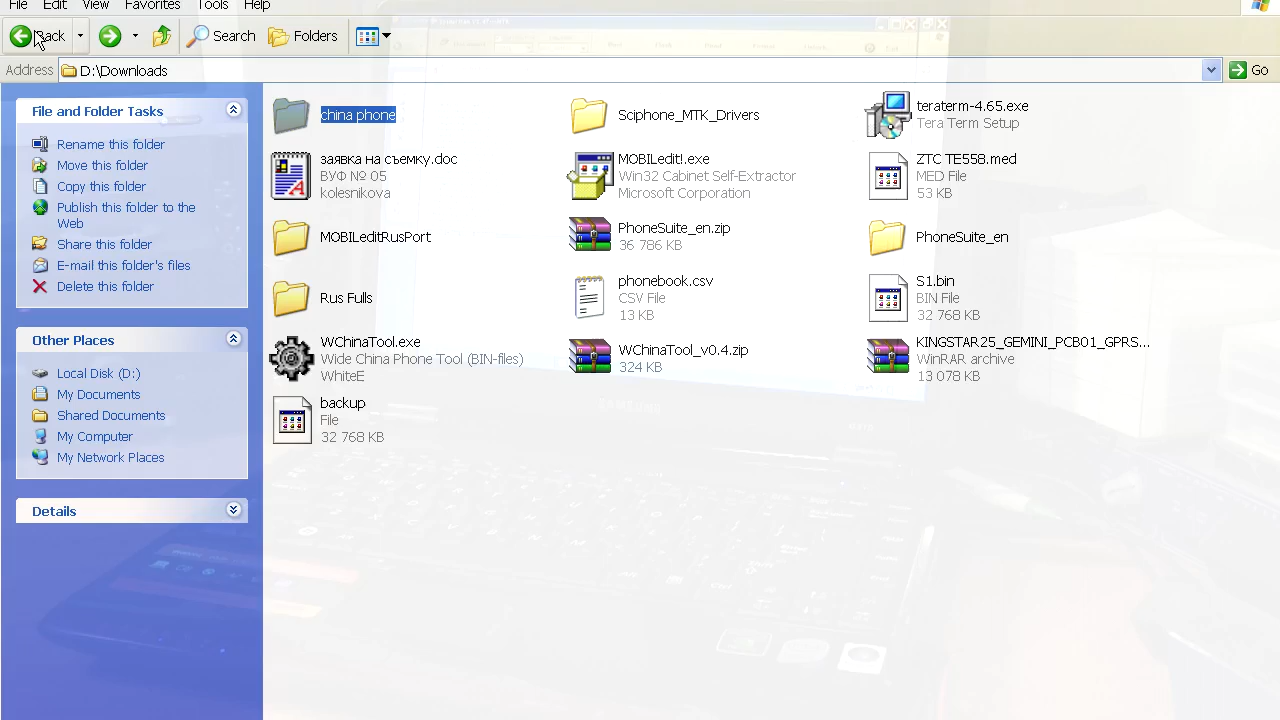 File Edit View Favorites Tools Help
Back Search Folders
Address D:\Downloads Go
File and Folder Tasks
Rename this folder
Move this folder
Copy this folder
Publish this folder to the
Web
Share this folder
E-mail this folder's files
Delete this folder
Other Places
Local Disk (D:)
My Documents
Shared Documents
My Computer
My Network Places
Details
china phone
Sciphone_MTK_Drivers
teraterm-4.65.exe
Tera Term Setup
заявка на съемку.doc
УФ № 05
MOBILedit!.exe
Win32 Cabinet Self-Extractor
Microsoft Corporation
MED File
53 KB
PhoneSuite_en.zip
36 786 KB
PhoneSuite_en
Rus Fulls
phonebook.csv
CSV File
13 KB
S1.bin
BIN File
32 768 KB
WChinaTool.exe
Wide China Phone Tool (BIN-files)
WhiteE
WChinaTool_v0.4.zip
324 KB
KINGSTAR25_GEMINI_PCB01_GPRS...
WinRAR archive
13 078 KB
backup
File
32 768 KB
SAMSUNG